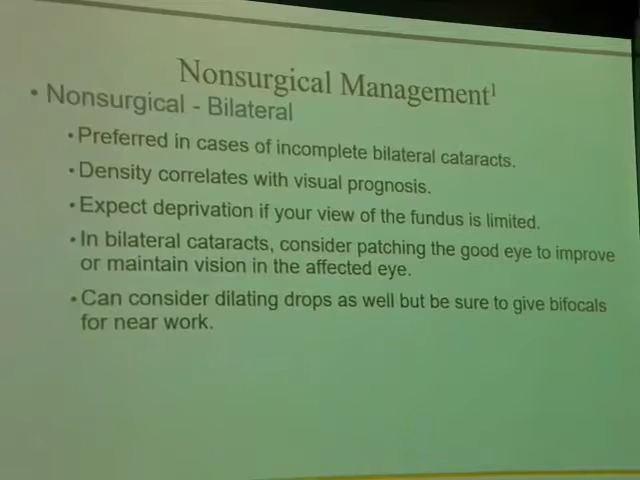 Nonsurgical Management¹
• Nonsurgical - Bilateral
• Preferred in cases of incomplete bilateral cataracts.
• Density correlates with visual prognosis.
• Expect deprivation if your view of the fundus is limited.
• In bilateral cataracts, consider patching the good eye to improve
or maintain vision in the affected eye.
• Can consider dilating drops as well but be sure to give bifocals
for near work.